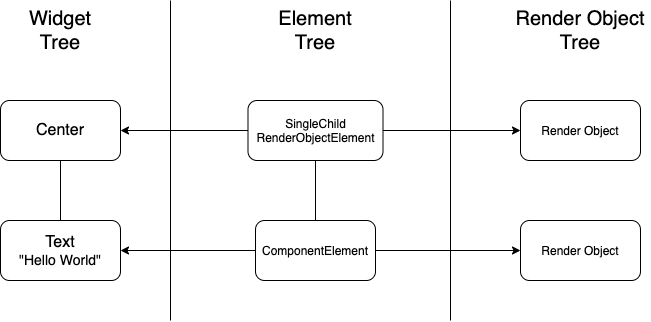 Widget
Tree
Element
Tree
Render Object
Tree
Center
SingleChild
RenderObjectElement
Render Object
Text
"Hello World"
ComponentElement
Render Object